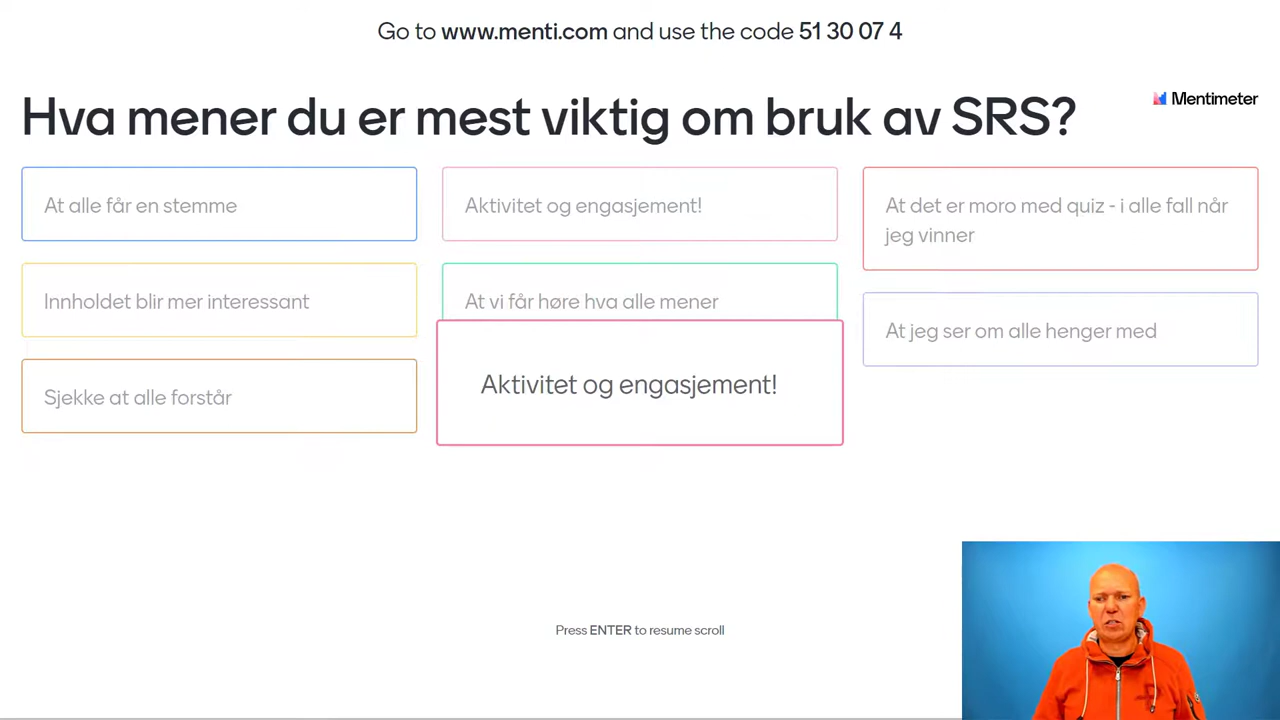 Go to www.menti.com and use the code 51 30 07 4
Hva mener du er mest viktig om bruk av SRS?
Mentimeter
At alle får en stemme
Innholdet blir mer interessant
Sjekke at alle forstår
Aktivitet og engasjement!
At vi får høre hva alle mener
Aktivitet og engasjement!
At det er moro med quiz - i alle fall når
jeg vinner
At jeg ser om alle henger med
Press ENTER to resume scroll